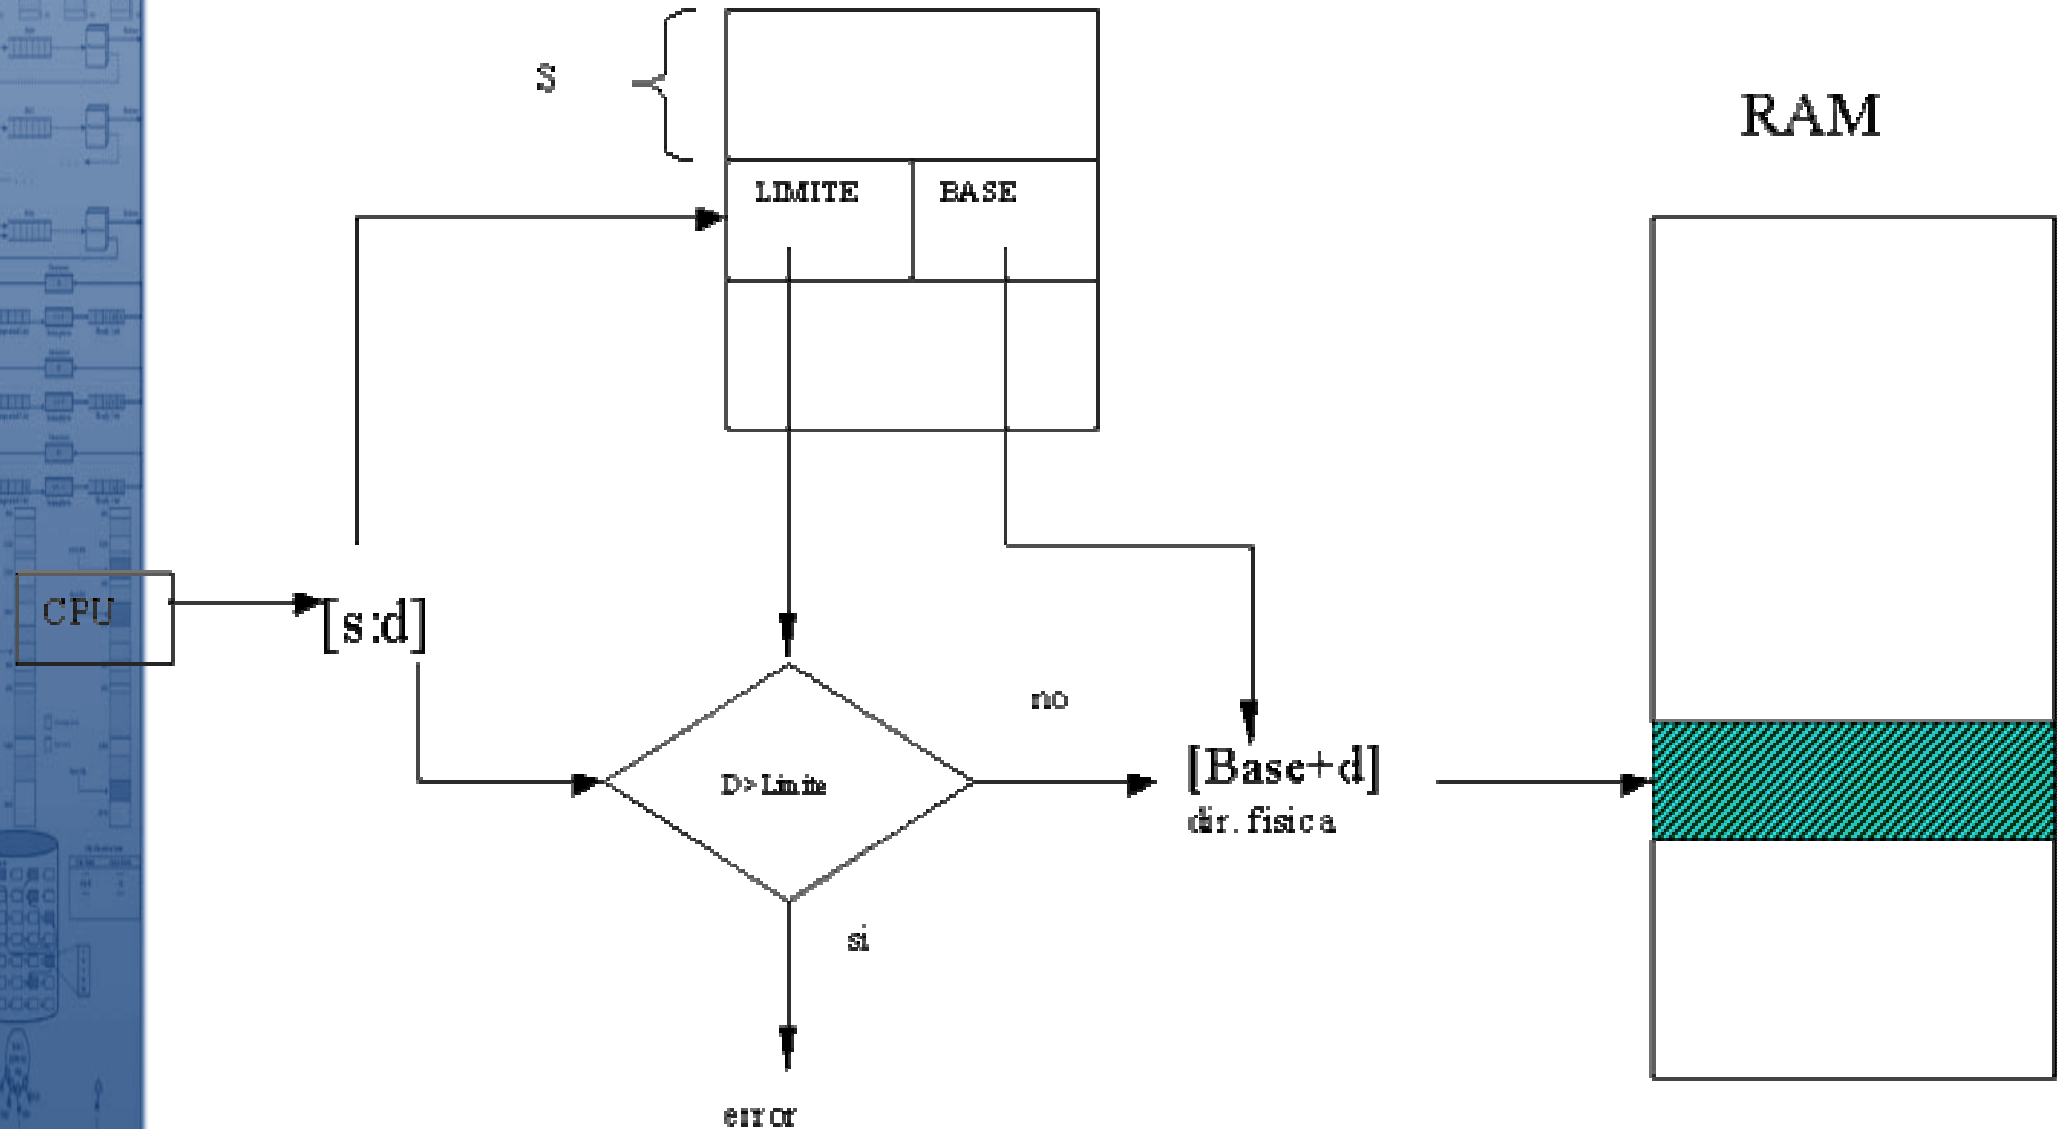 S
RAM
LIMITE
BASE
CPU
[s:d]
no
D>Limite
[Base+d]
dir.fisica
si
error